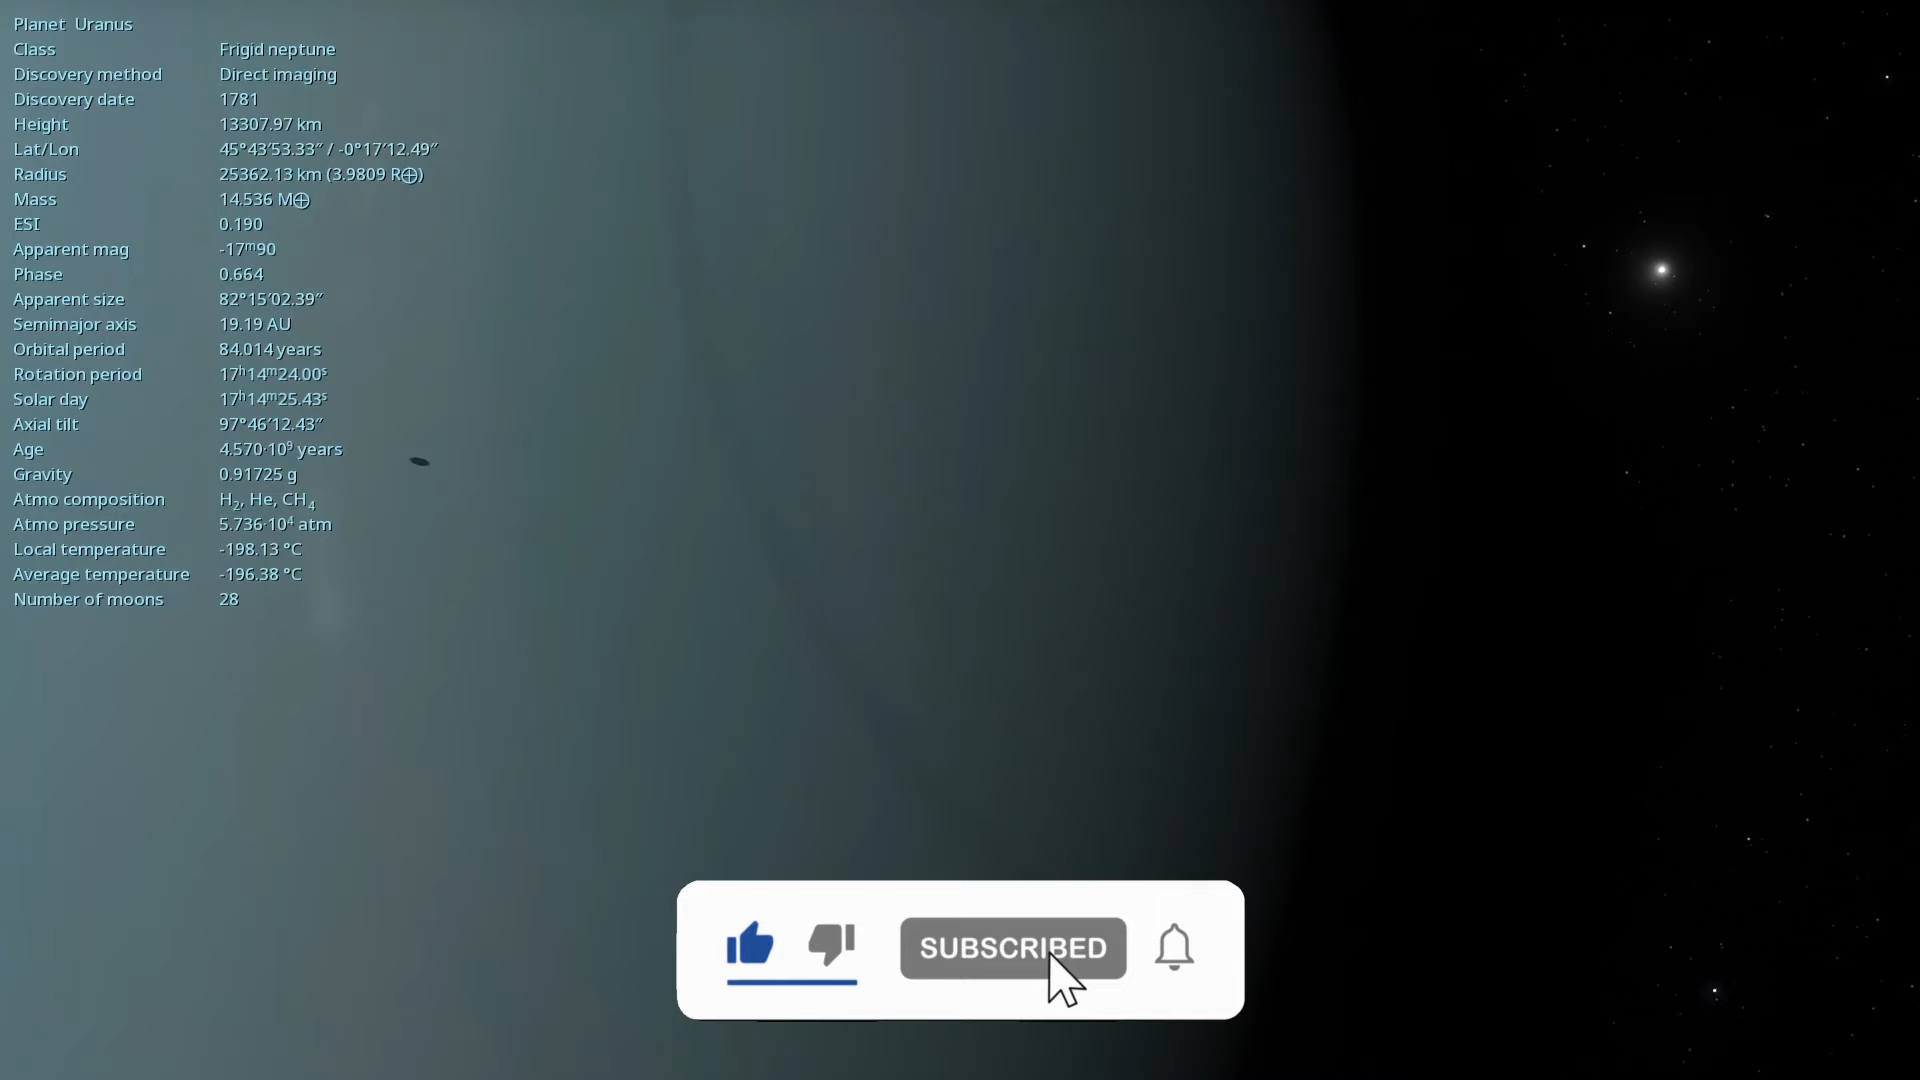 Planet Uranus
Class Frigid neptune
Discovery method Direct imaging
Discovery date 1781
Height 13307.97 km
Lat/Lon 45°43′53.33″ / -0°17′12.49″
Radius 25362.13 km (3.9809 R⊕)
Mass 14.536 M⊕
ESI 0.190
Apparent mag -17ᵐ90
Phase 0.664
Apparent size 82°15′02.39″
Semimajor axis 19.19 AU
Orbital period 84.014 years
Rotation period 17ʰ14ᵐ24.00ˢ
Solar day 17ʰ14ᵐ25.43ˢ
Axial tilt 97°46′12.43″
Age 4.570·10⁹ years
Gravity 0.91725 g
Atmo composition H₂, He, CH₄
Atmo pressure 5.736·10⁴ atm
Local temperature -198.13 °C
Average temperature -196.38 °C
Number of moons 28
SUBSCRIBED